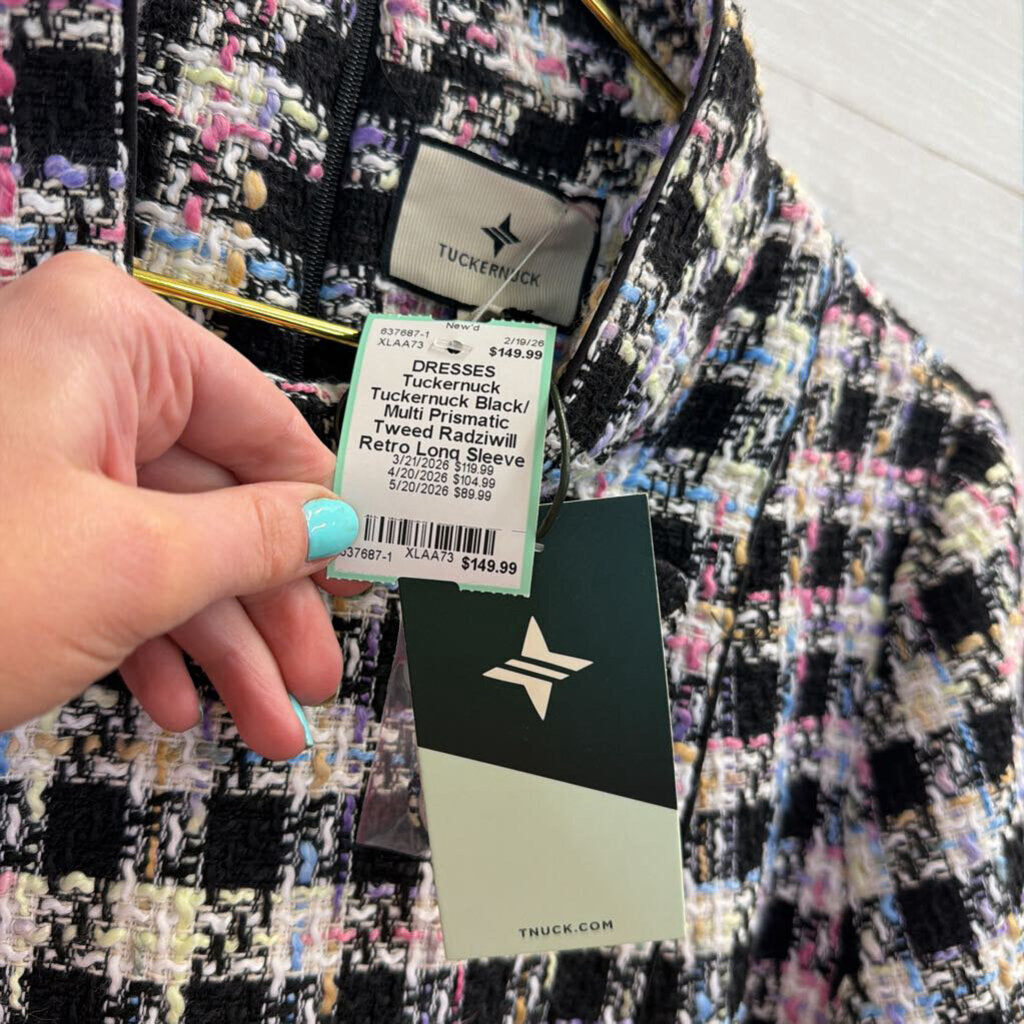 TUCKERNUCK
New'd
637687-1 2/19/26
XLAA73 $149.99
DRESSES
Tuckernuck
Tuckernuck Black/
Multi Prismatic
Tweed Radziwill
Retro Long Sleeve
3/21/2026 $119.99
4/20/2026 $104.99
5/20/2026 $89.99
637687-1 XLAA73 $149.99
TNUCK.COM